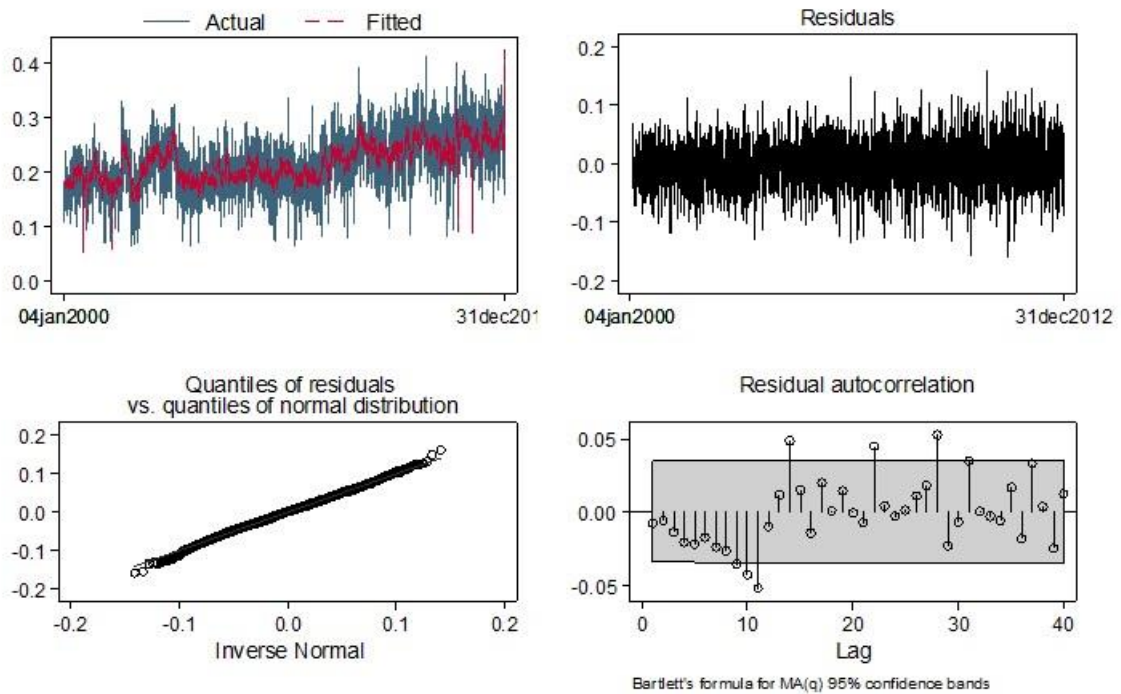 Actual Fitted
0.4
0.3
0.2
0.1
0.0
04jan2000 31dec201
Residuals
0.2
0.1
0.0
-0.1
-0.2
04jan2000 31dec2012
Quantiles of residuals
vs. quantiles of normal distribution
0.2
0.1
0.0
-0.1
-0.2
-0.2 -0.1 0.0 0.1 0.2
Inverse Normal
Residual autocorrelation
0.05
0.00
-0.05
0 10 20 30 40
Lag
Bartlett's formula for MA(q) 95% confidence bands